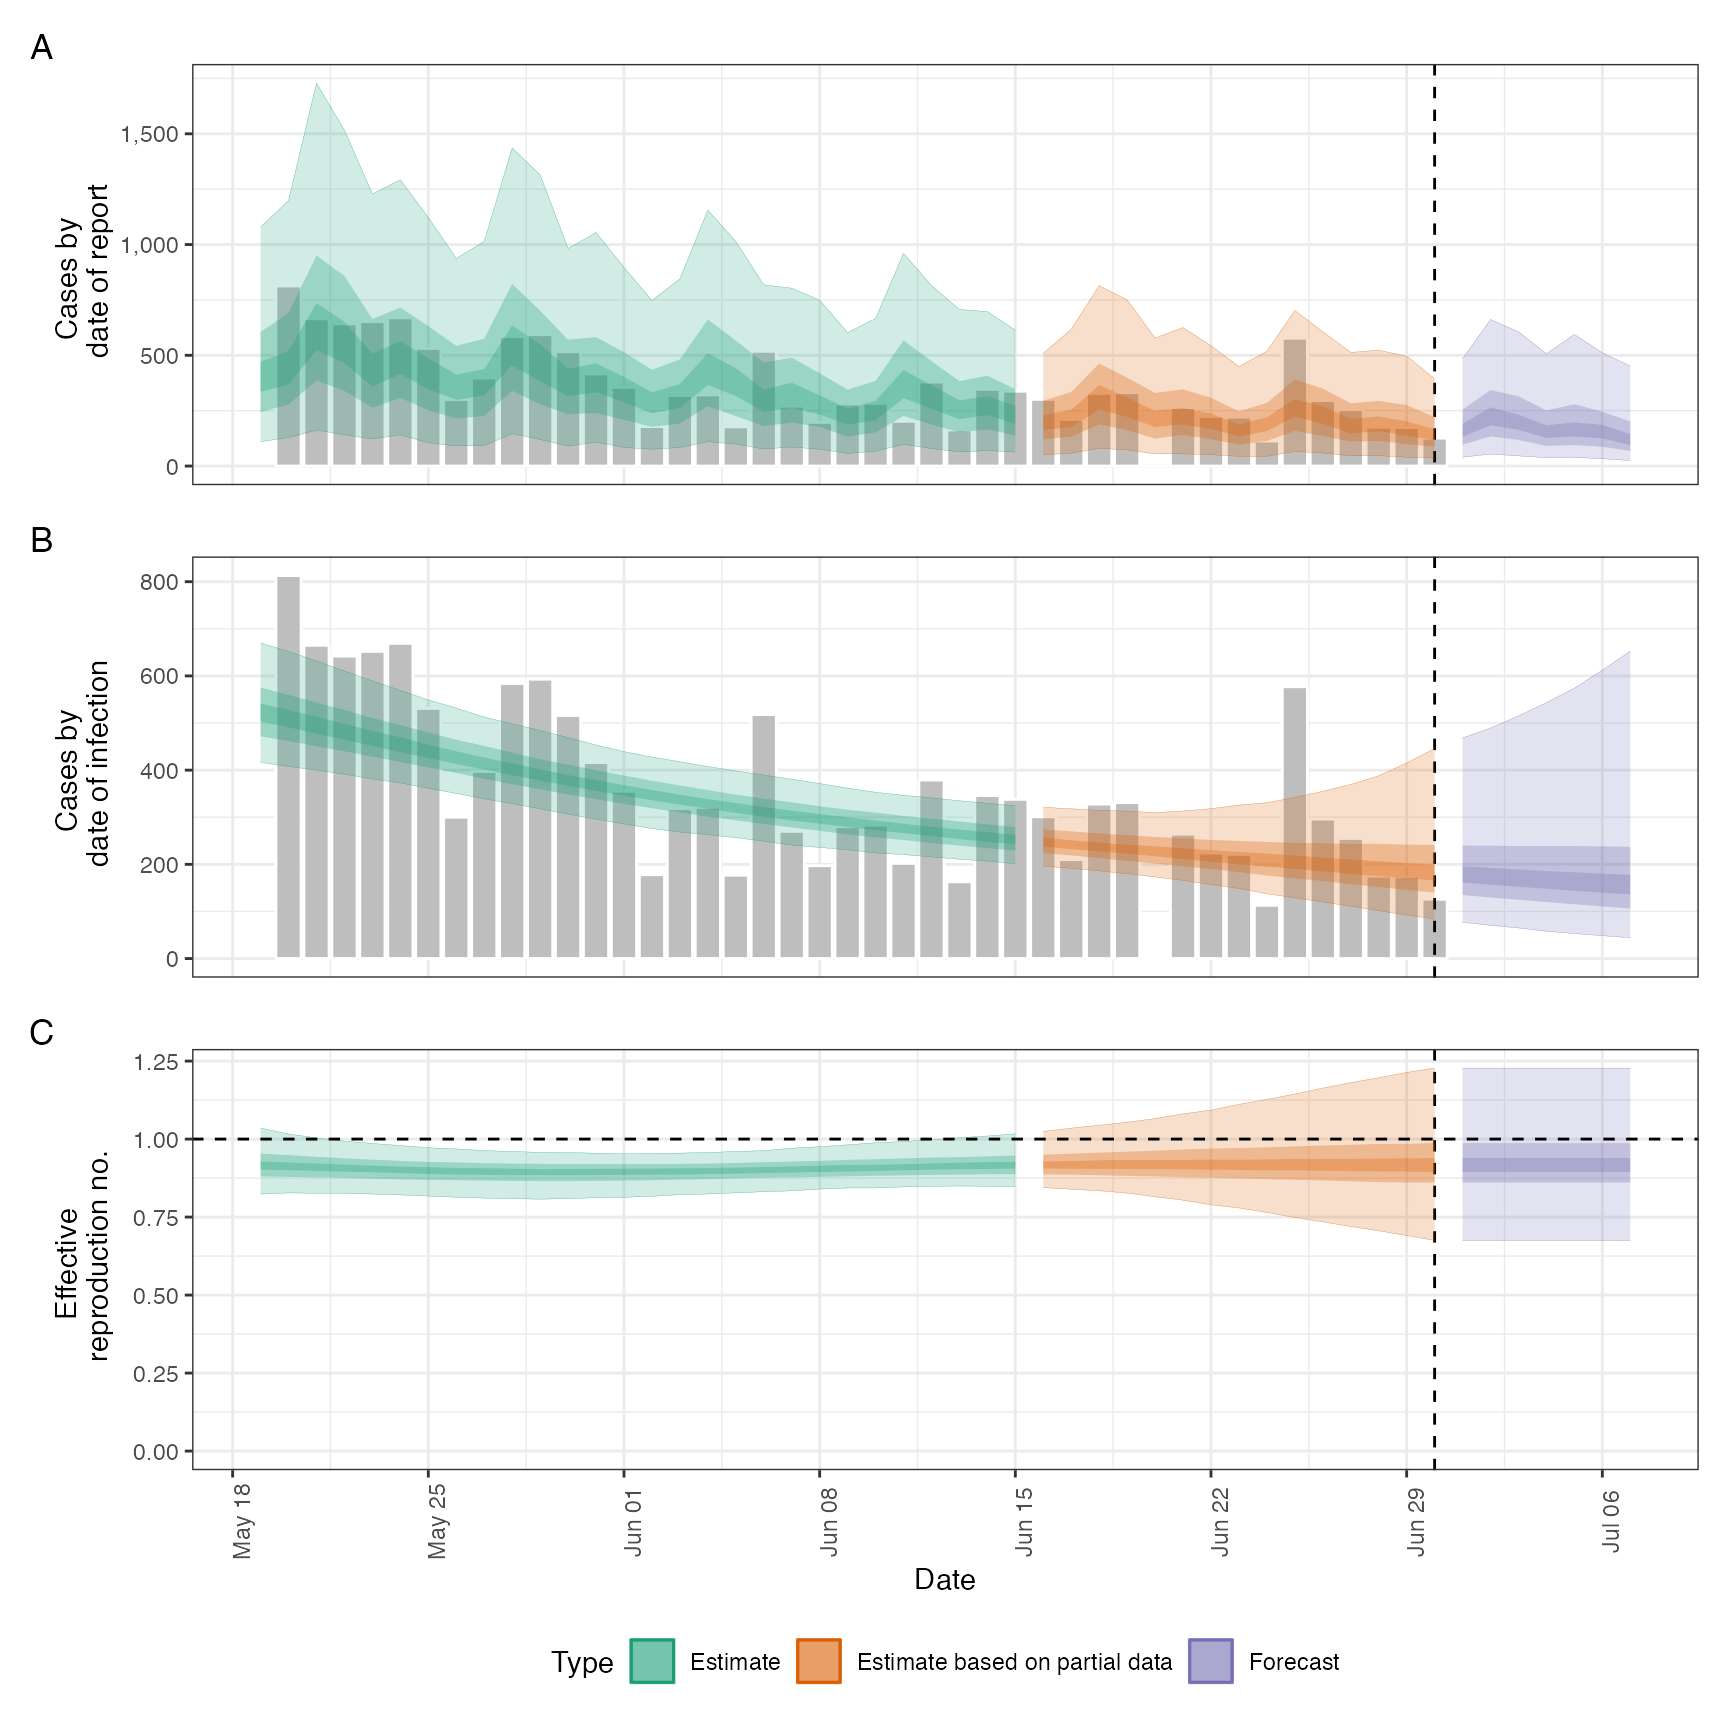 A
Cases by
date of report
1,500
1,000
500
0
B
Cases by
date of infection
800
600
400
200
0
C
Effective
reproduction no.
1.25
1.00
0.75
0.50
0.25
0.00
May 18
May 25
Jun 01
Jun 08
Jun 15
Jun 22
Jun 29
Jul 06
Date
Type
Estimate
Estimate based on partial data
Forecast